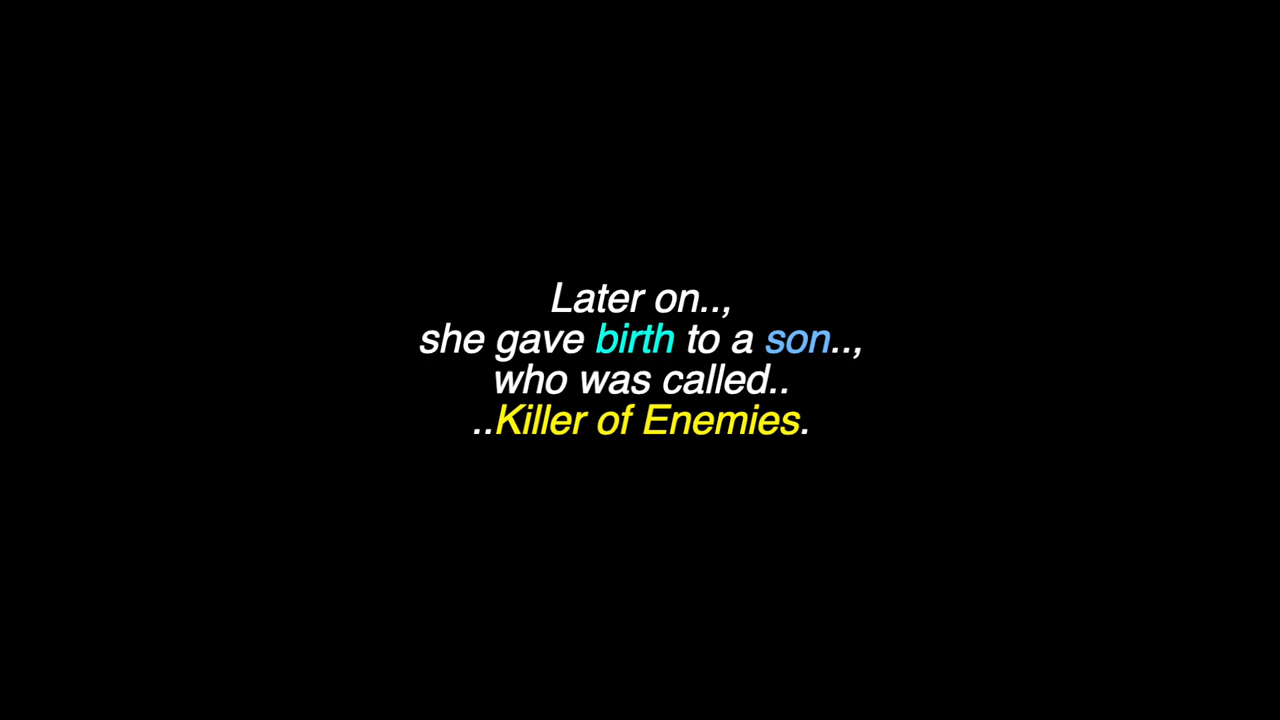 Later on..,
she gave birth to a son..,
who was called..
..Killer of Enemies.